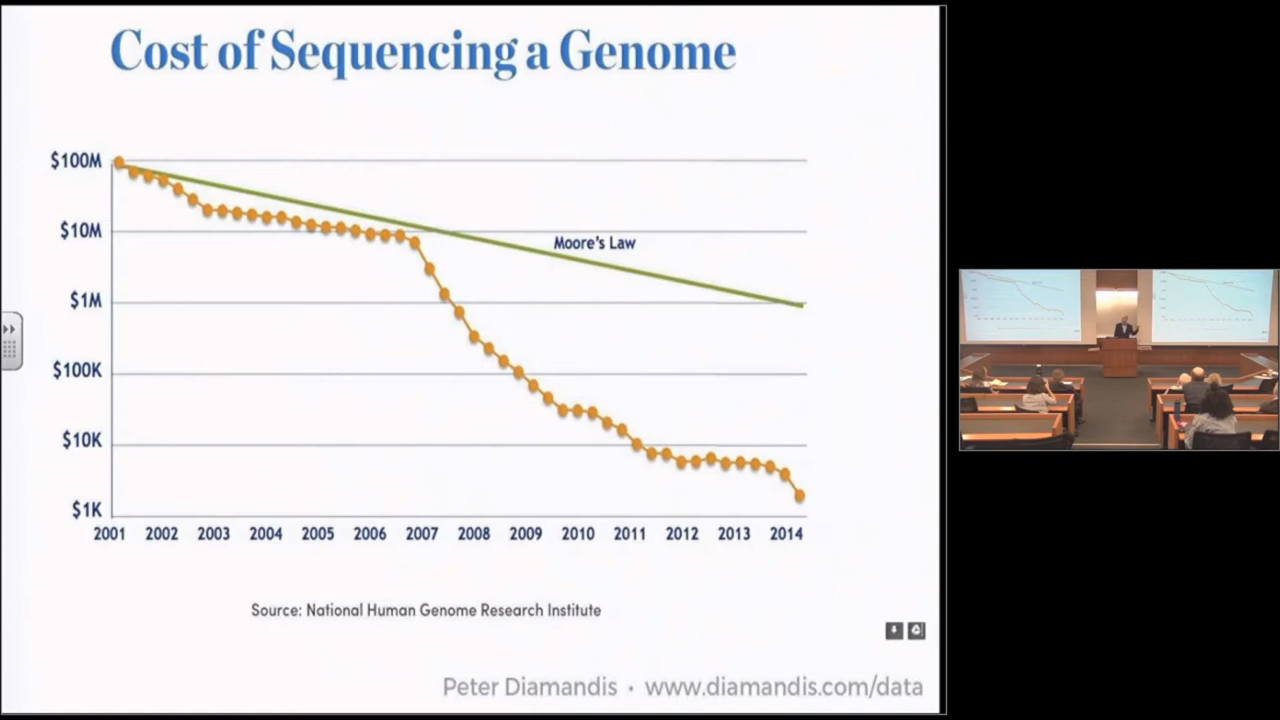 Cost of Sequencing a Genome
$100M
$10M
$1M
$100K
$10K
$1K
Moore's Law
2001 2002 2003 2004 2005 2006 2007 2008 2009 2010 2011 2012 2013 2014
Source: National Human Genome Research Institute
Peter Diamandis · www.diamandis.com/data